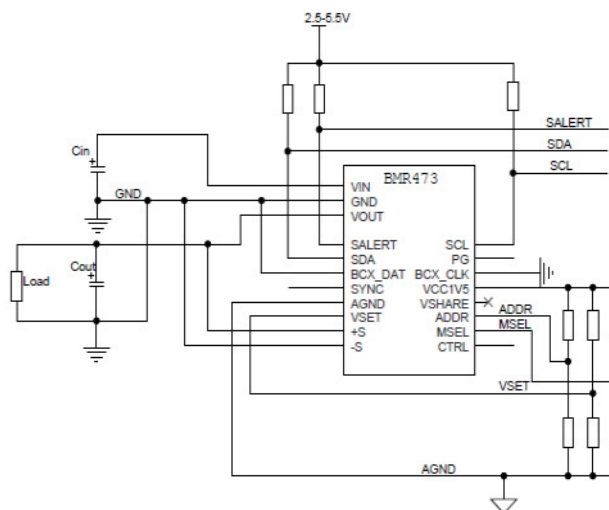 2.5-5.5V
SALERT
SDA
SCL
Cin
+
GND
BMR473
VIN
GND
VOUT
SALERT
SDA
BCX_DAT
SYNC
AGND
VSET
+S
-S
SCL
PG
BCX_CLK
VCC1V5
VSHARE
ADDR
MSEL
CTRL
Load
Cout
+
ADDR
MSEL
VSET
AGND